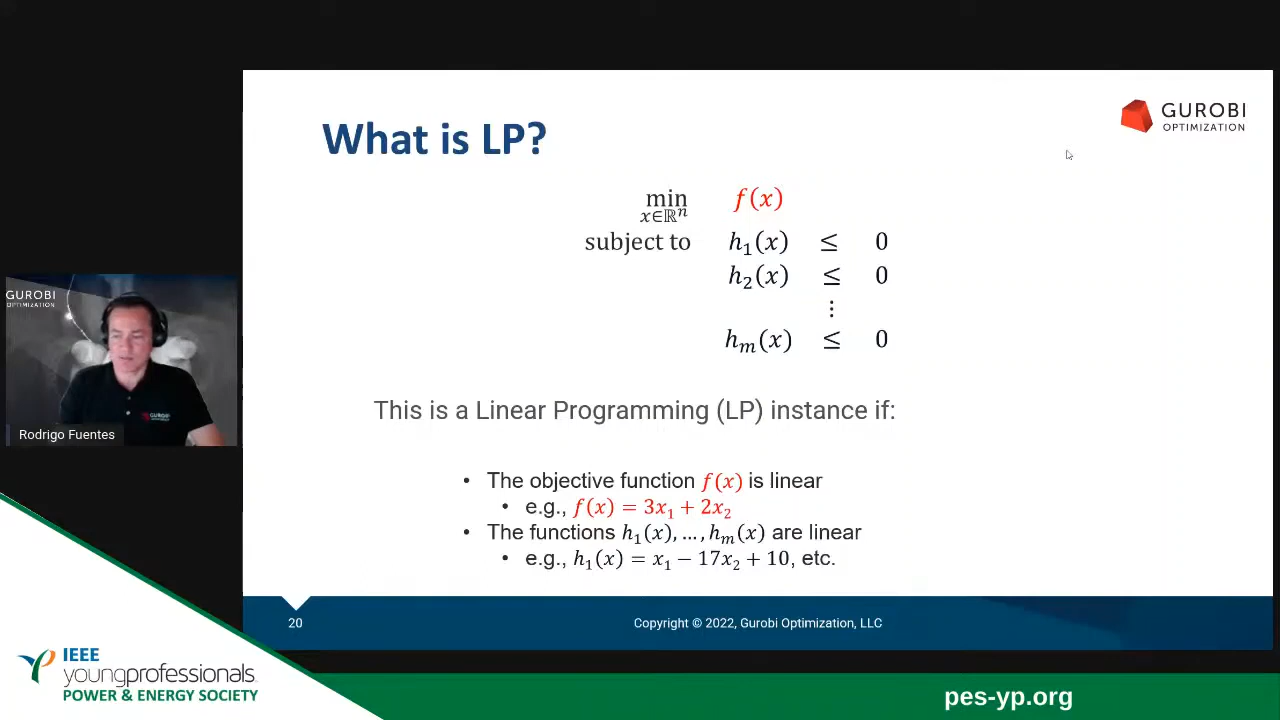 What is LP?
GUROBI
OPTIMIZATION
min f(x)
x∈ℝⁿ
subject to h₁(x) ≤ 0
h₂(x) ≤ 0
⋮
hₘ(x) ≤ 0
This is a Linear Programming (LP) instance if:
• The objective function f(x) is linear
• e.g., f(x) = 3x₁ + 2x₂
• The functions h₁(x), … , hₘ(x) are linear
• e.g., h₁(x) = x₁ − 17x₂ + 10, etc.
20
Copyright © 2022, Gurobi Optimization, LLC
GUROBI
OPTIMIZATION
GUROBI
Rodrigo Fuentes
IEEE
youngprofessionals
POWER & ENERGY SOCIETY
pes-yp.org